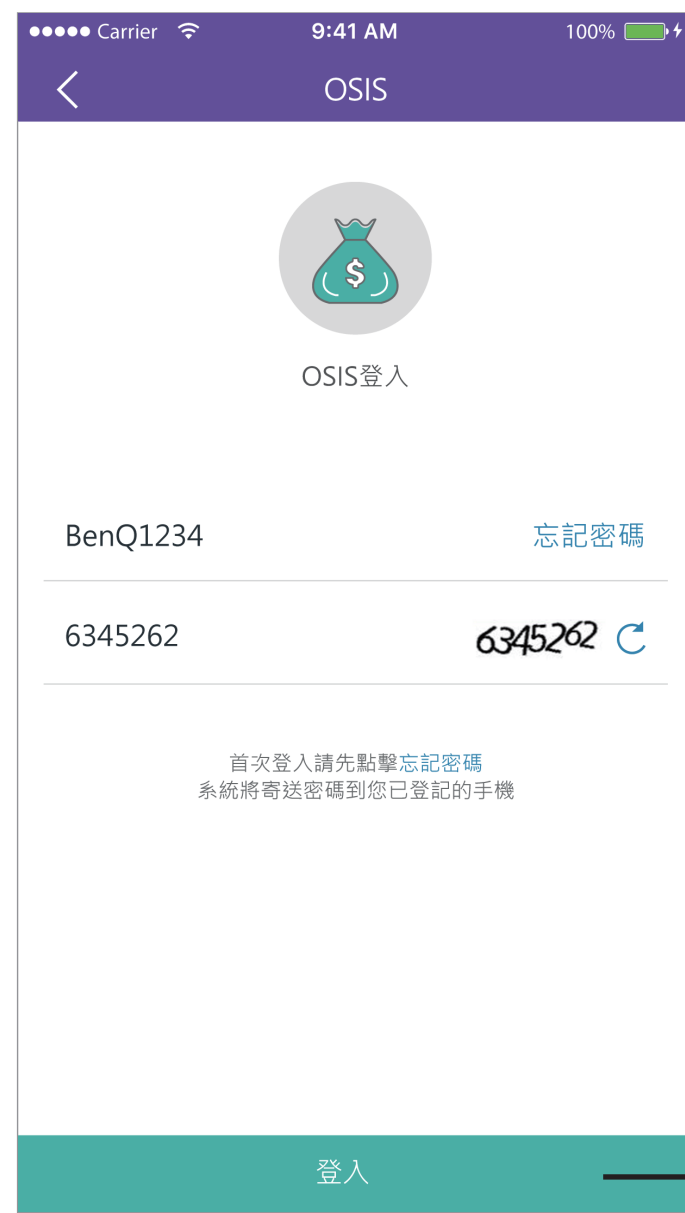 Carrier 9:41 AM 100%
OSIS
$
OSIS登入
BenQ1234 忘記密碼
6345262 6345262
首次登入請先點擊忘記密碼
系統將寄送密碼到您已登記的手機
登入